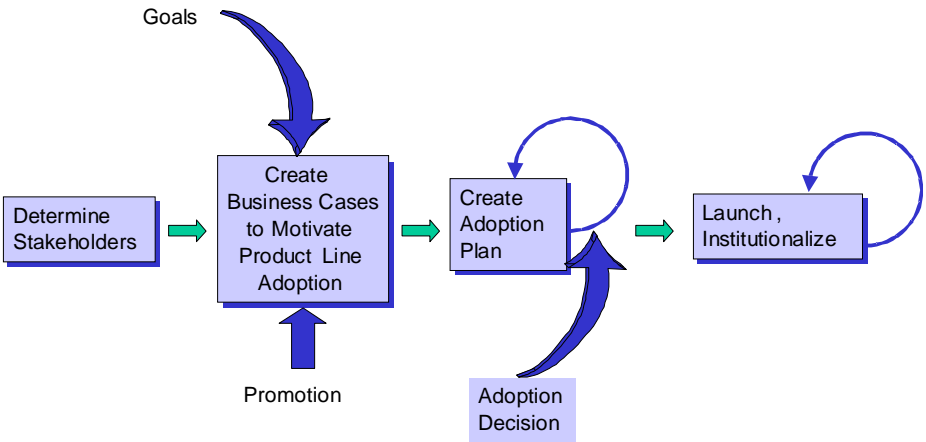 Goals
Determine
Stakeholders
Create
Business Cases
to Motivate
Product Line
Adoption
Create
Adoption
Plan
Launch ,
Institutionalize
Promotion
Adoption
Decision